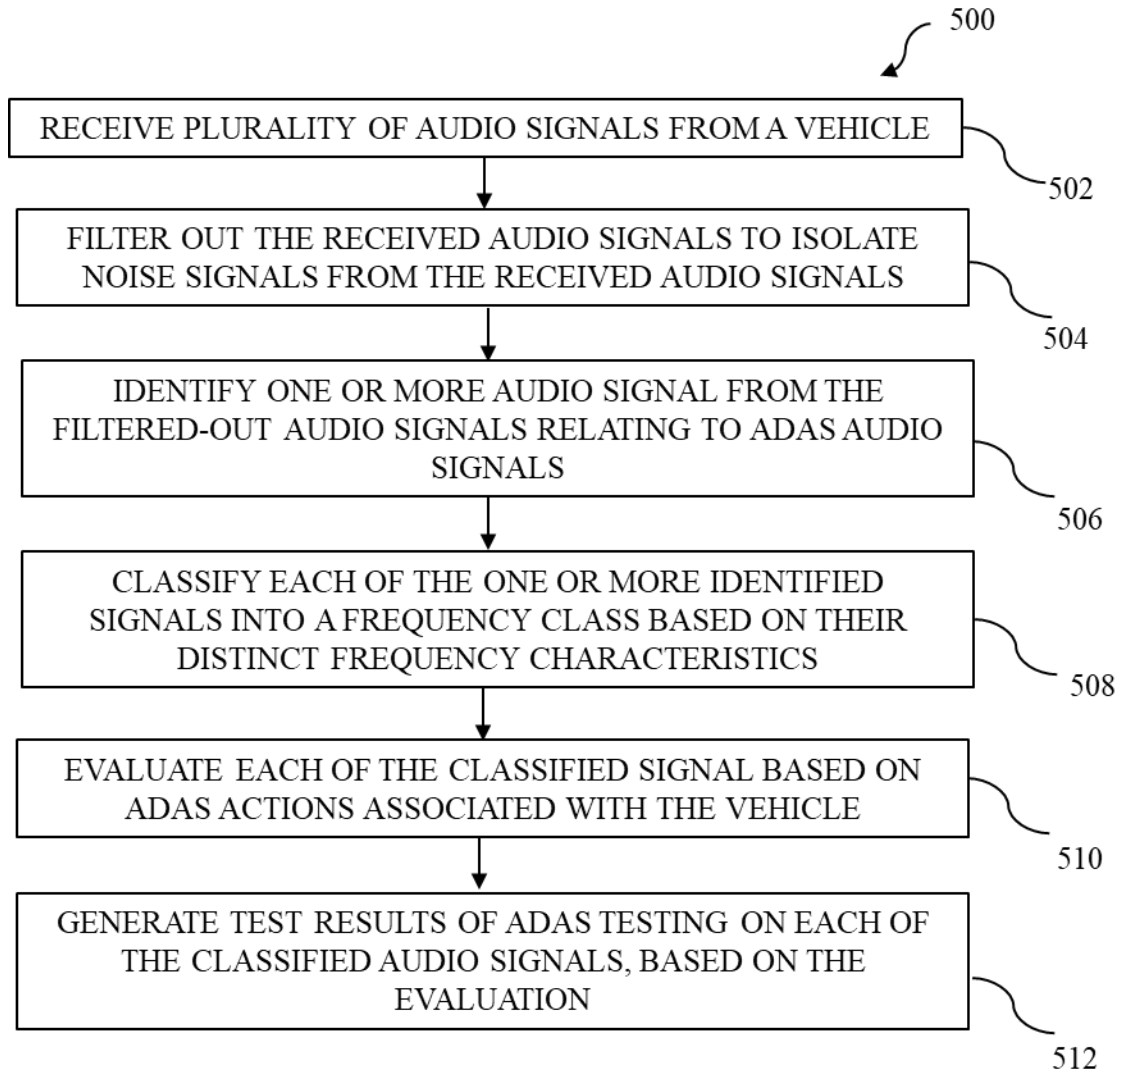 500
RECEIVE PLURALITY OF AUDIO SIGNALS FROM A VEHICLE
502
FILTER OUT THE RECEIVED AUDIO SIGNALS TO ISOLATE
NOISE SIGNALS FROM THE RECEIVED AUDIO SIGNALS
504
IDENTIFY ONE OR MORE AUDIO SIGNAL FROM THE
FILTERED-OUT AUDIO SIGNALS RELATING TO ADAS AUDIO
SIGNALS
506
CLASSIFY EACH OF THE ONE OR MORE IDENTIFIED
SIGNALS INTO A FREQUENCY CLASS BASED ON THEIR
DISTINCT FREQUENCY CHARACTERISTICS
508
EVALUATE EACH OF THE CLASSIFIED SIGNAL BASED ON
ADAS ACTIONS ASSOCIATED WITH THE VEHICLE
510
GENERATE TEST RESULTS OF ADAS TESTING ON EACH OF
THE CLASSIFIED AUDIO SIGNALS, BASED ON THE
EVALUATION
512